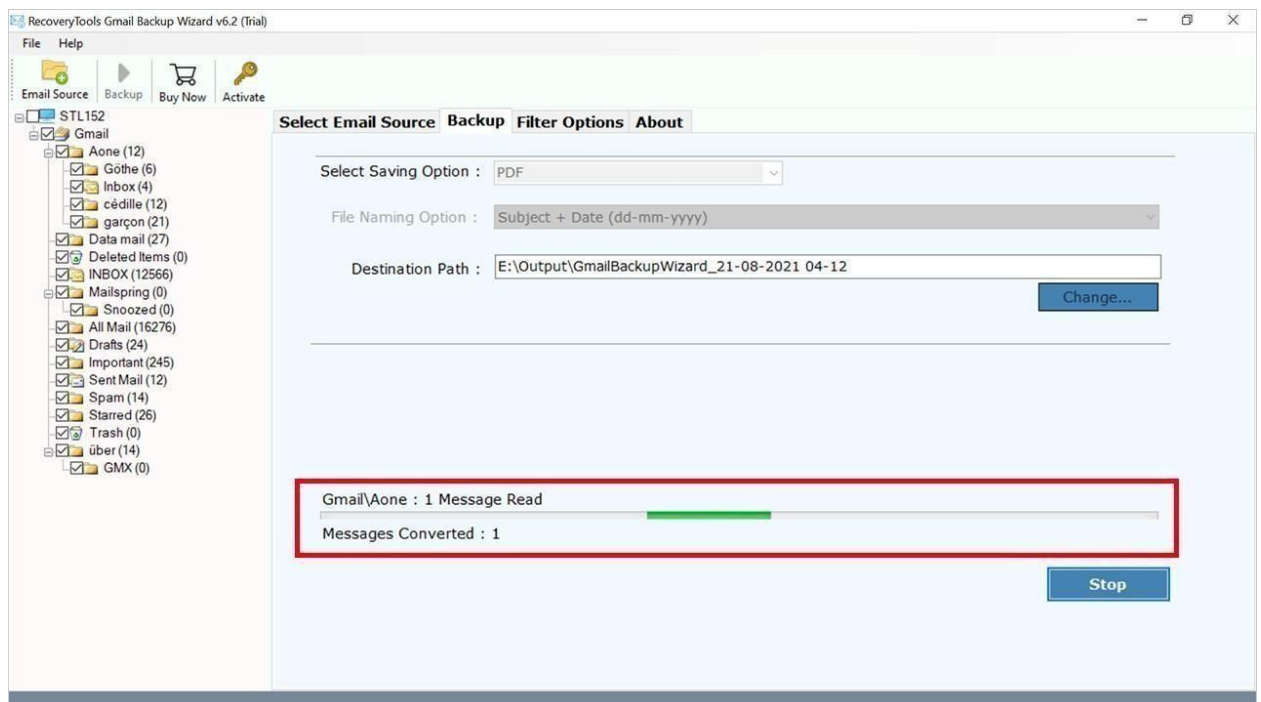 RecoveryTools Gmail Backup Wizard v6.2 (Trial)
File Help
Email Source Backup Buy Now Activate
STL152
Gmail
Aone (12)
Göthe (6)
Inbox (4)
cédille (12)
garçon (21)
Data mail (27)
Deleted Items (0)
INBOX (12566)
Mailspring (0)
Snoozed (0)
All Mail (16276)
Drafts (24)
Important (245)
Sent Mail (12)
Spam (14)
Starred (26)
Trash (0)
über (14)
GMX (0)
Select Email Source Backup Filter Options About
Select Saving Option : PDF
File Naming Option : Subject + Date (dd-mm-yyyy)
Destination Path : E:\Output\GmailBackupWizard_21-08-2021 04-12
Change...
Gmail\Aone : 1 Message Read
Messages Converted : 1
Stop